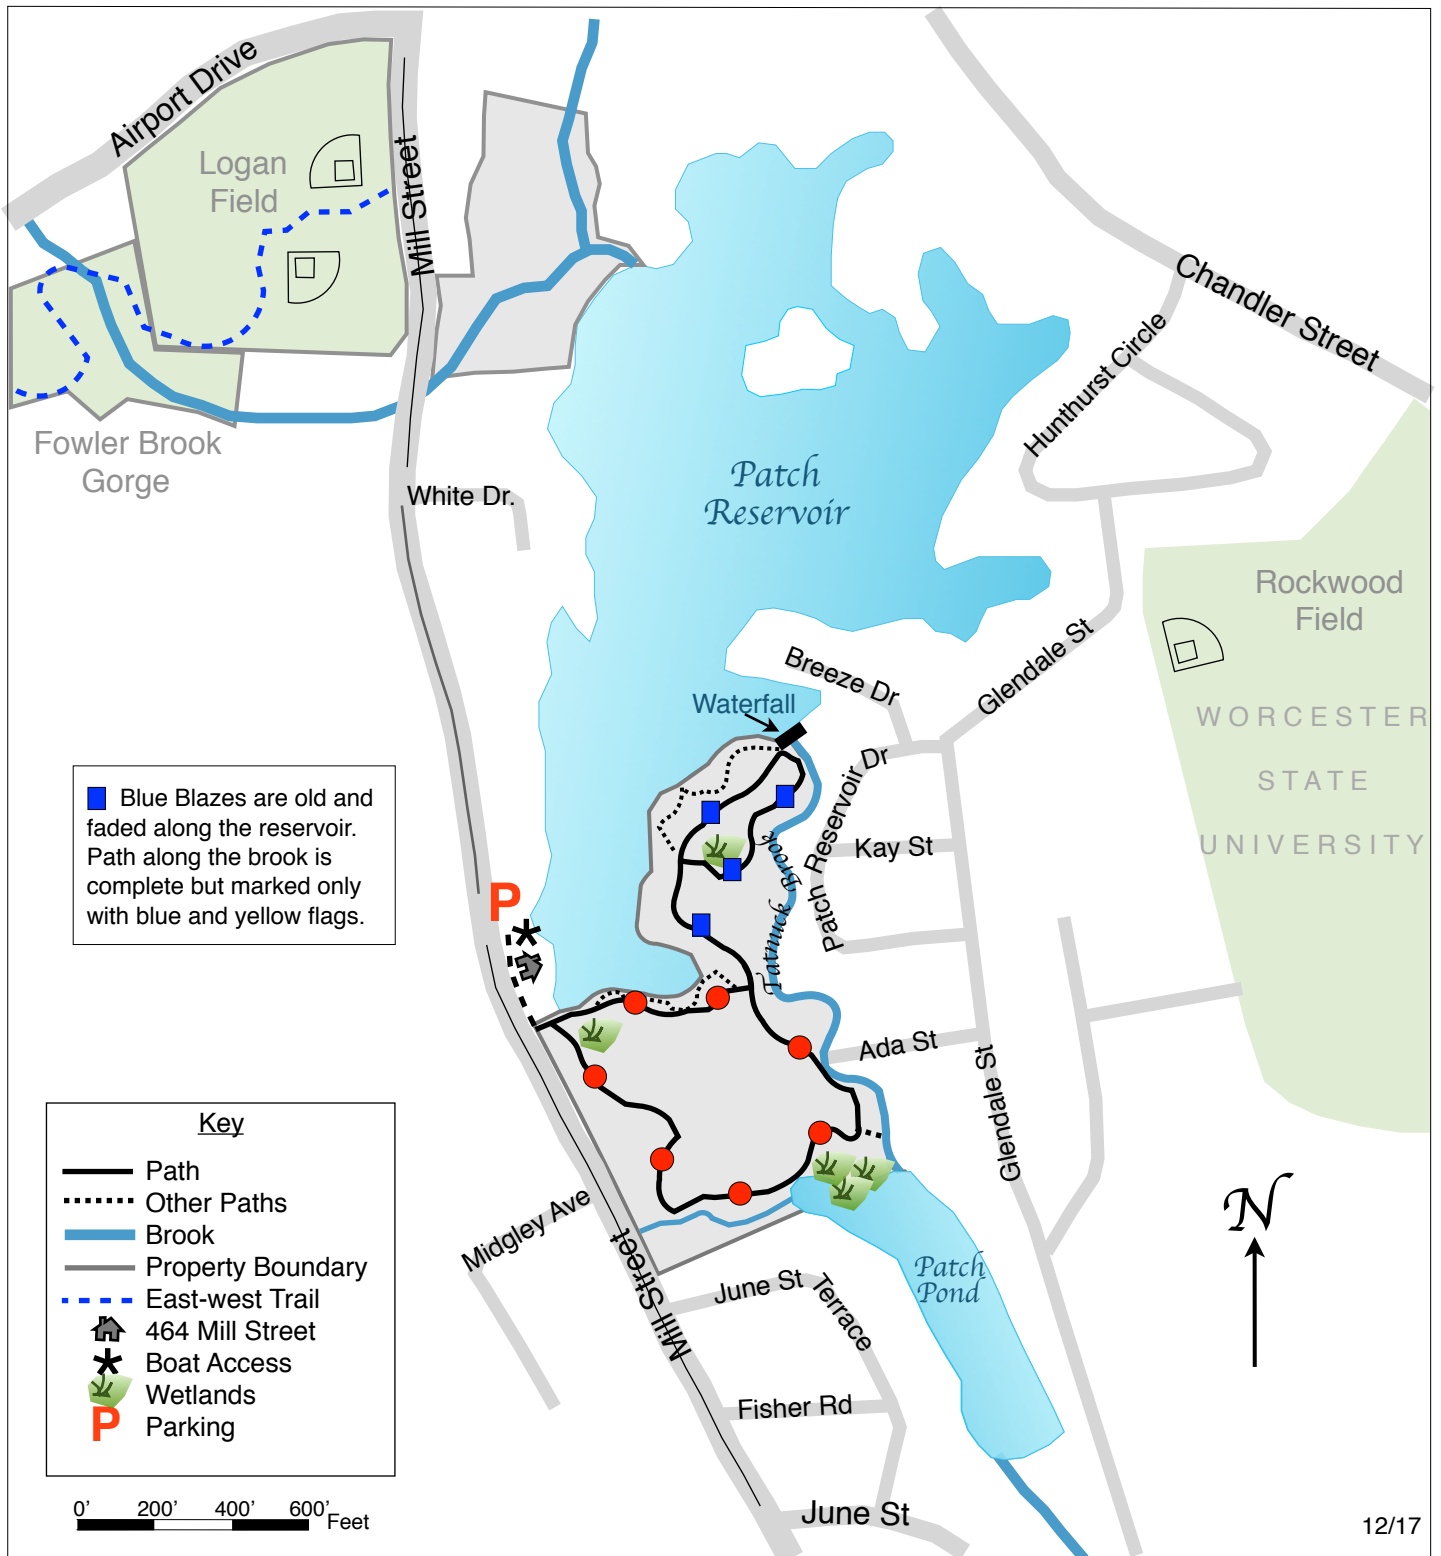 Airport Drive
Logan
Field
Mill Street
Chandler Street
Hunthurst Circle
Fowler Brook
Gorge
White Dr.
Patch
Reservoir
Rockwood
Field
Glendale St
Breeze Dr
Waterfall
WORCESTER
STATE
UNIVERSITY
Patch Reservoir Dr
Kay St
Blue Blazes are old and
faded along the reservoir.
Path along the brook is
complete but marked only
with blue and yellow flags.
P
Tatnuck Brook
Ada St
Glendale St
Key
Path
Other Paths
Brook
Property Boundary
East-west Trail
464 Mill Street
Boat Access
Wetlands
P Parking
Midgley Ave
Mill Street
N
Patch
Pond
June St Terrace
Fisher Rd
June St
0' 200' 400' 600' Feet
12/17